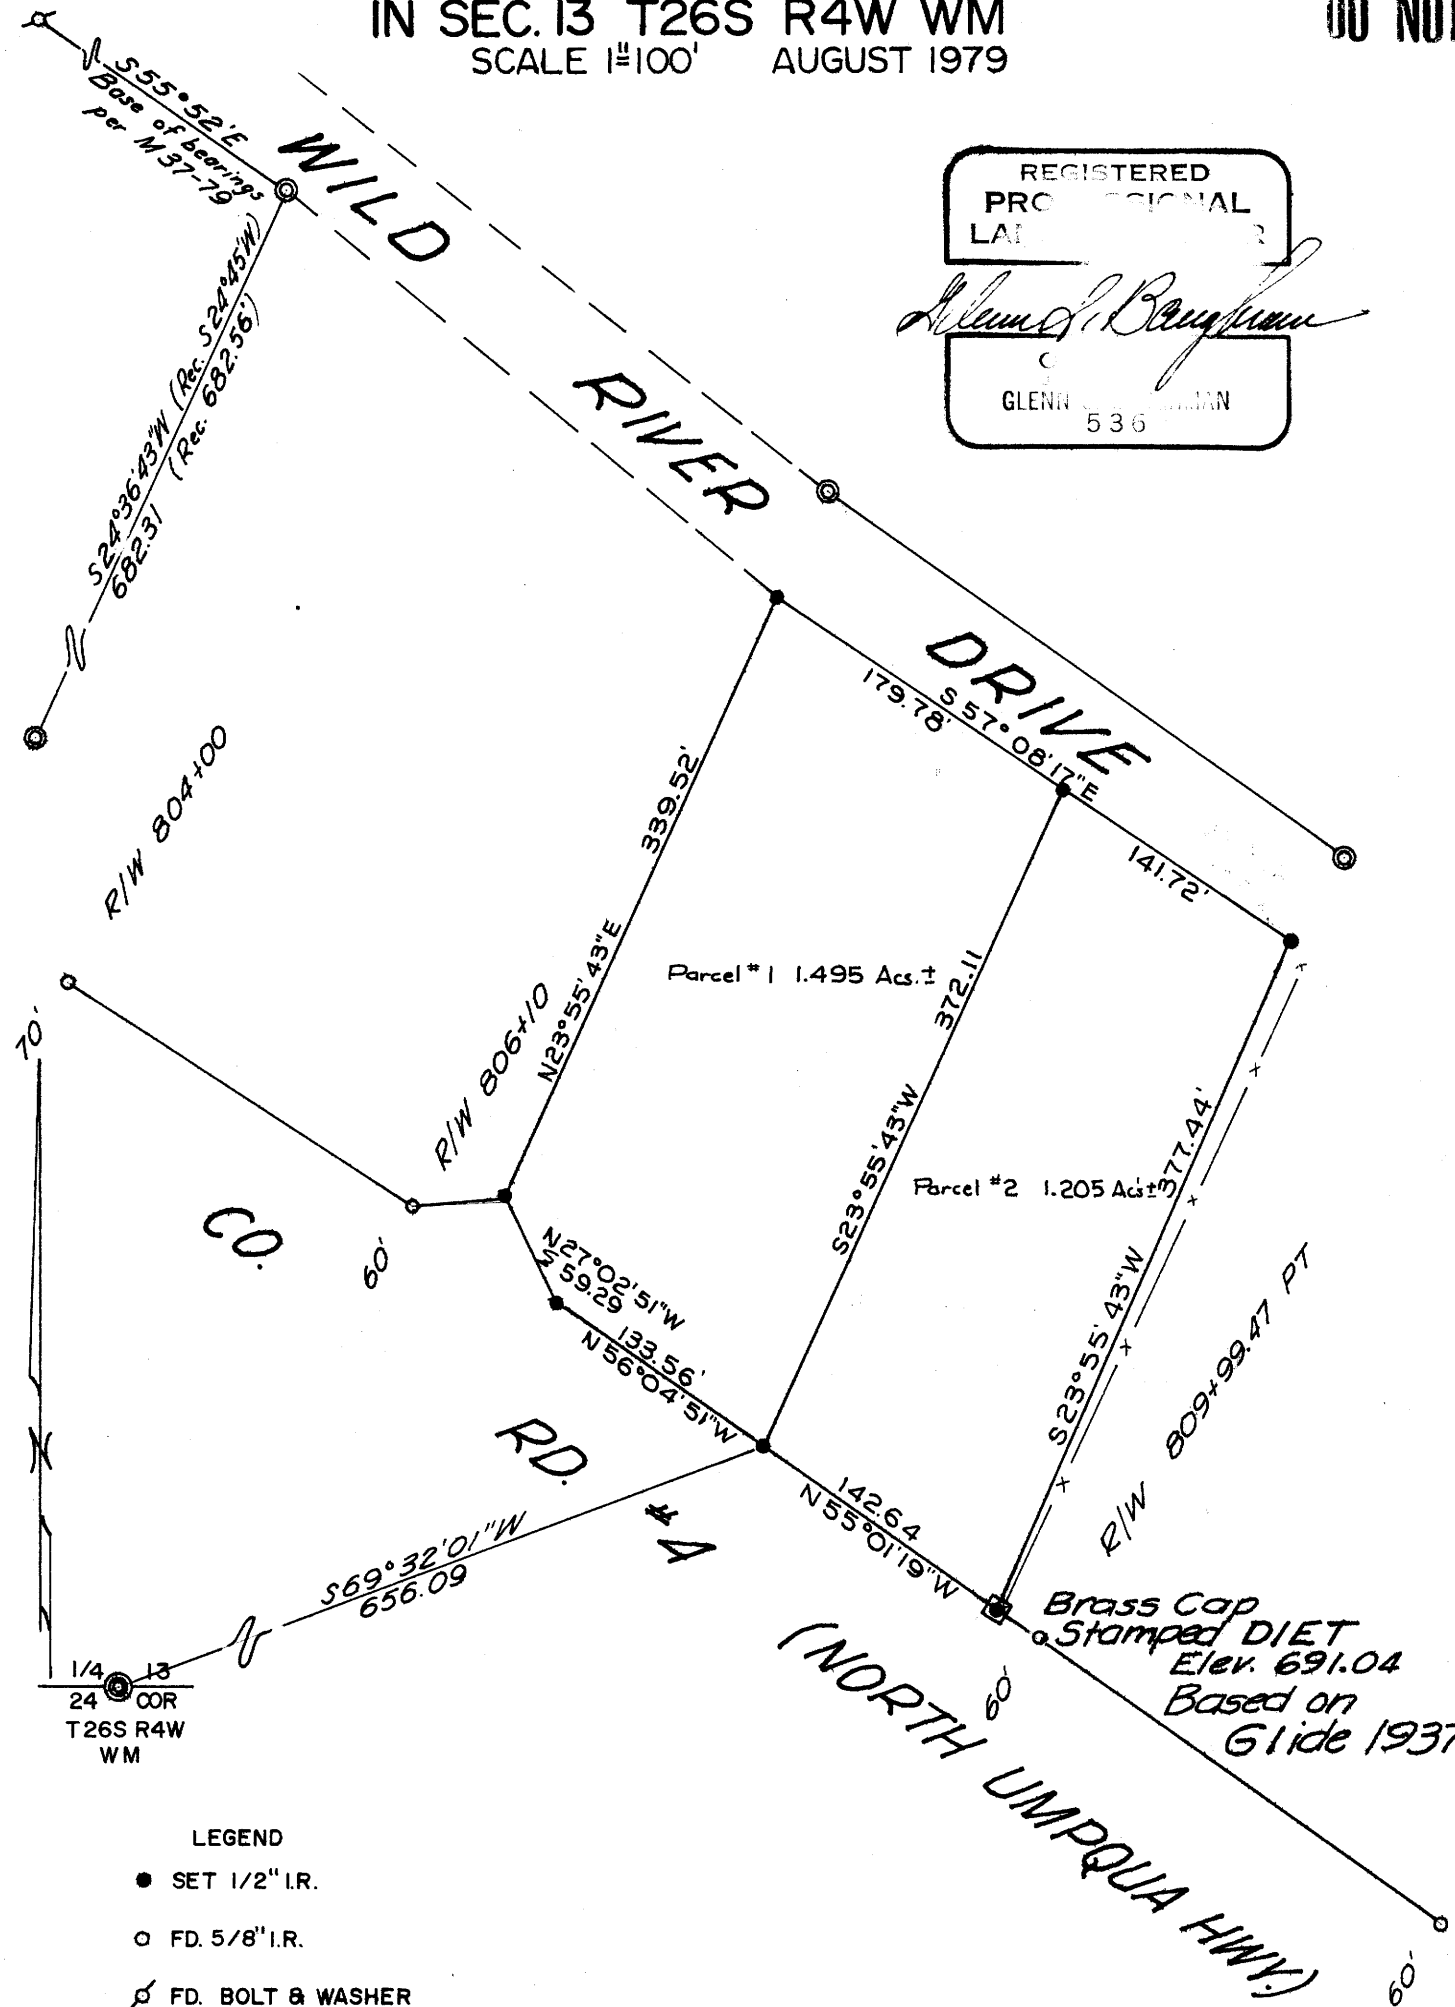 IN SEC. 13 T26S R4W WM
SCALE 1"=100' AUGUST 1979
S55°52'E
Base of bearings
per M37-79
WILD
RIVER
DRIVE
REGISTERED
GLENN
536
S24°36'43"W (Rec. S24°45'W)
682.31 (Rec. 682.56')
R/W 804+00
179.78'
S 57°08'17"E
141.72'
339.52'
N23°55'43"E
Parcel #1 1.495 Acs.±
372.11
S23°55'43"W
R/W 806+10
Parcel #2 1.205 Acs±
377.44'
S23°55'43"W
R/W 809+99.47 PT
70'
CO.
60'
N27°02'51"W
59.29
133.56'
N56°04'51"W
RD.
#4
S69°32'01"W
656.09
142.64
N55°01'19"W
Brass Cap
Stamped DIET
Elev. 691.04
Based on
Glide 1937
60'
(NORTH UMPQUA HWY.)
60'
1/4 13
24 COR
T26S R4W
WM
LEGEND
SET 1/2" I.R.
FD. 5/8" I.R.
FD. BOLT & WASHER